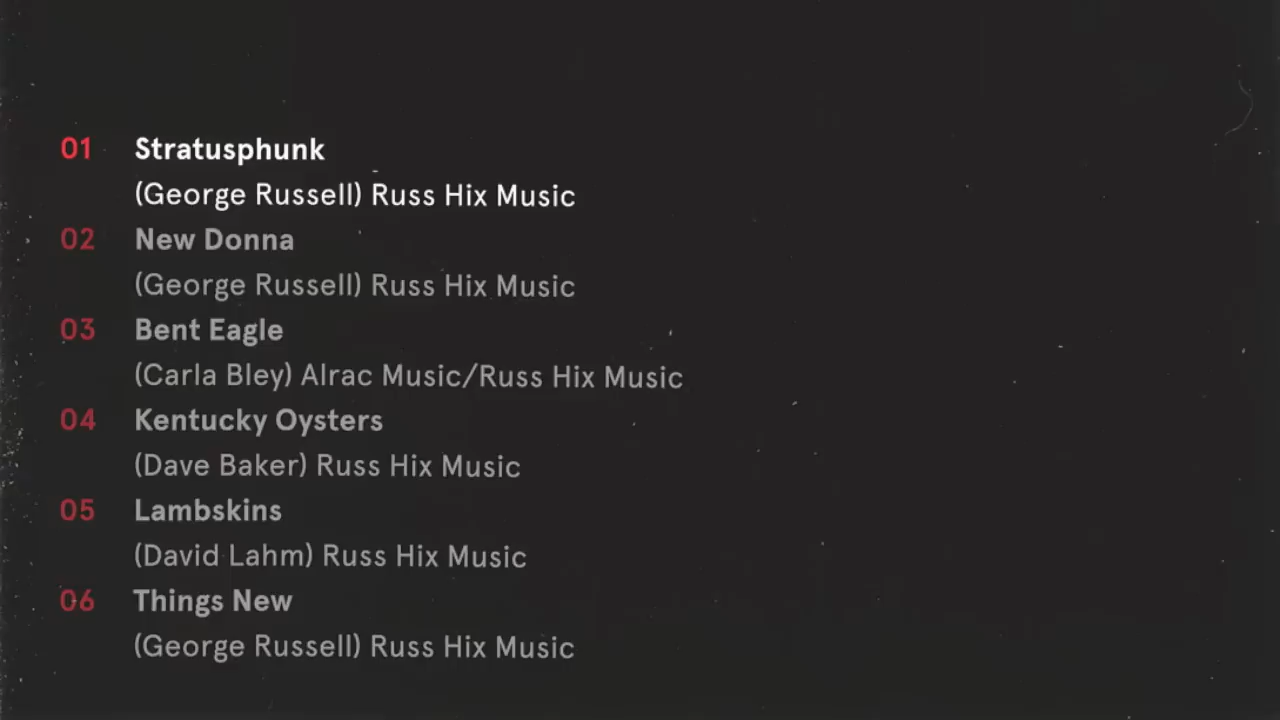 01 Stratusphunk
(George Russell) Russ Hix Music
02 New Donna
(George Russell) Russ Hix Music
03 Bent Eagle
(Carla Bley) Alrac Music/Russ Hix Music
04 Kentucky Oysters
(Dave Baker) Russ Hix Music
05 Lambskins
(David Lahm) Russ Hix Music
06 Things New
(George Russell) Russ Hix Music